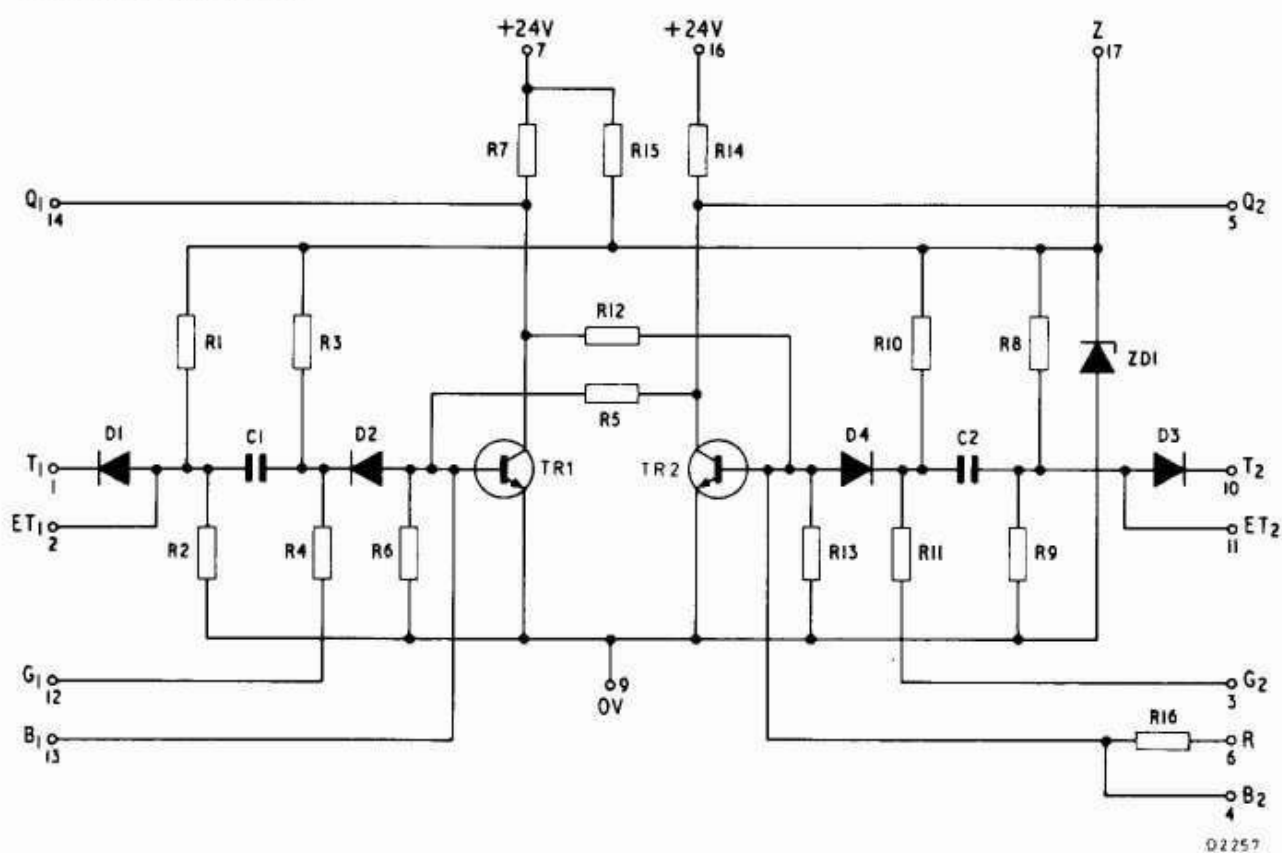 +24V +24V Z
7 16 17
R7 R15 R14
Q1 Q2
14 5
R12
R1 R3 R10 R8 ZD1
R5
D1 C1 D2 D4 C2 D3
T1 TR1 TR2 T2
1 10
ET1 ET2
2 11
R2 R4 R6 R13 R11 R9
G1 9 G2
12 0V 3
R16
B1 R
13 6
B2
4
02257